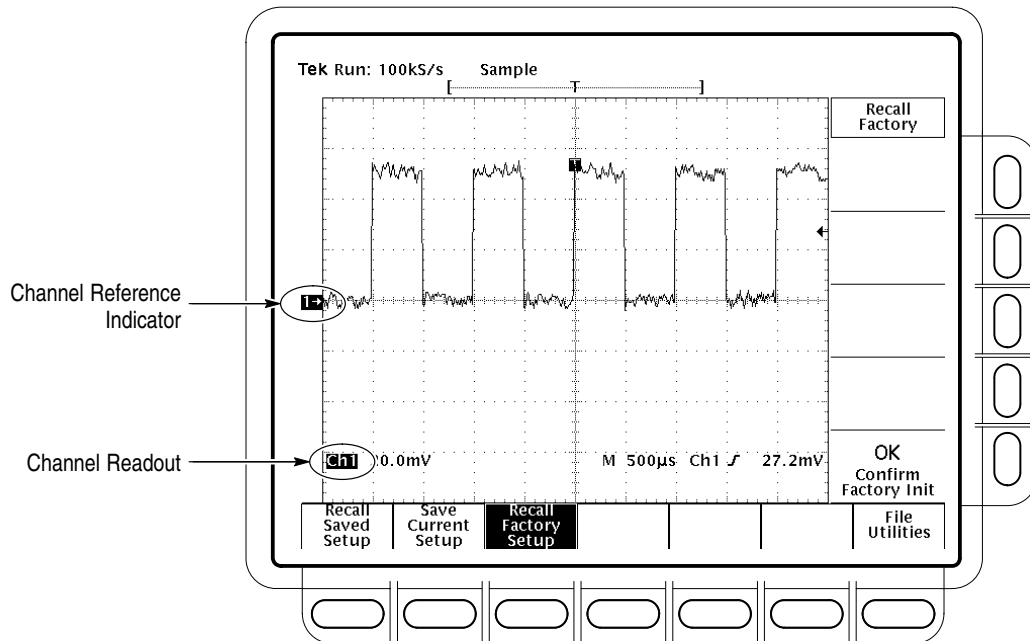 Tek Run: 100kS/s Sample
[ T ]
Recall
Factory
T
Channel Reference
Indicator
1→
Channel Readout
Ch1 0.0mV M 500µs Ch1 27.2mV
OK
Confirm
Factory Init
Recall
Saved
Setup
Save
Current
Setup
Recall
Factory
Setup
File
Utilities